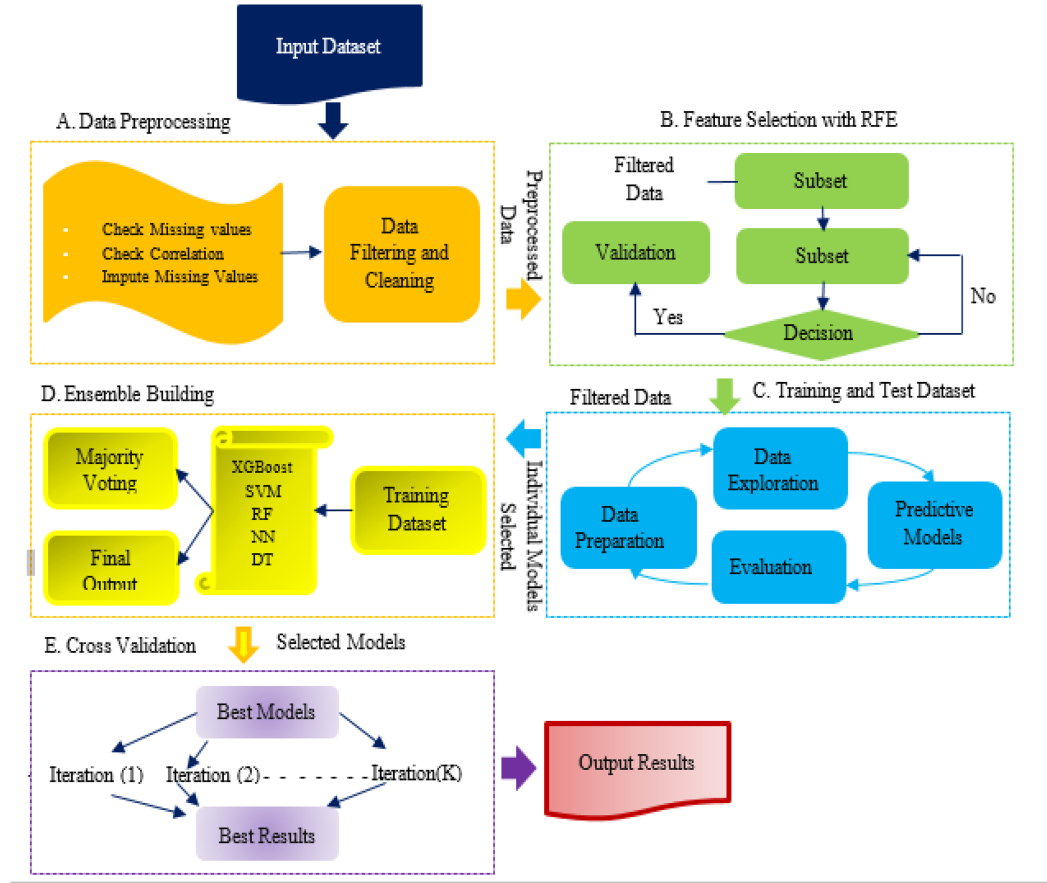 Input Dataset
A. Data Preprocessing
Check Missing values
Check Correlation
Impute Missing Values
Data
Filtering and
Cleaning
Preprocessed
Data
B. Feature Selection with RFE
Filtered
Data
Subset
Validation
Subset
No
Yes
Decision
C. Training and Test Dataset
Filtered Data
Data
Exploration
Predictive
Models
Data
Preparation
Evaluation
Individual Models
Selected
D. Ensemble Building
Majority
Voting
XGBoost
SVM
RF
NN
DT
Training
Dataset
Final
Output
E. Cross Validation
Selected Models
Best Models
Iteration (1)
Iteration (2)- - - - - - -
Iteration(K)
Best Results
Output Results